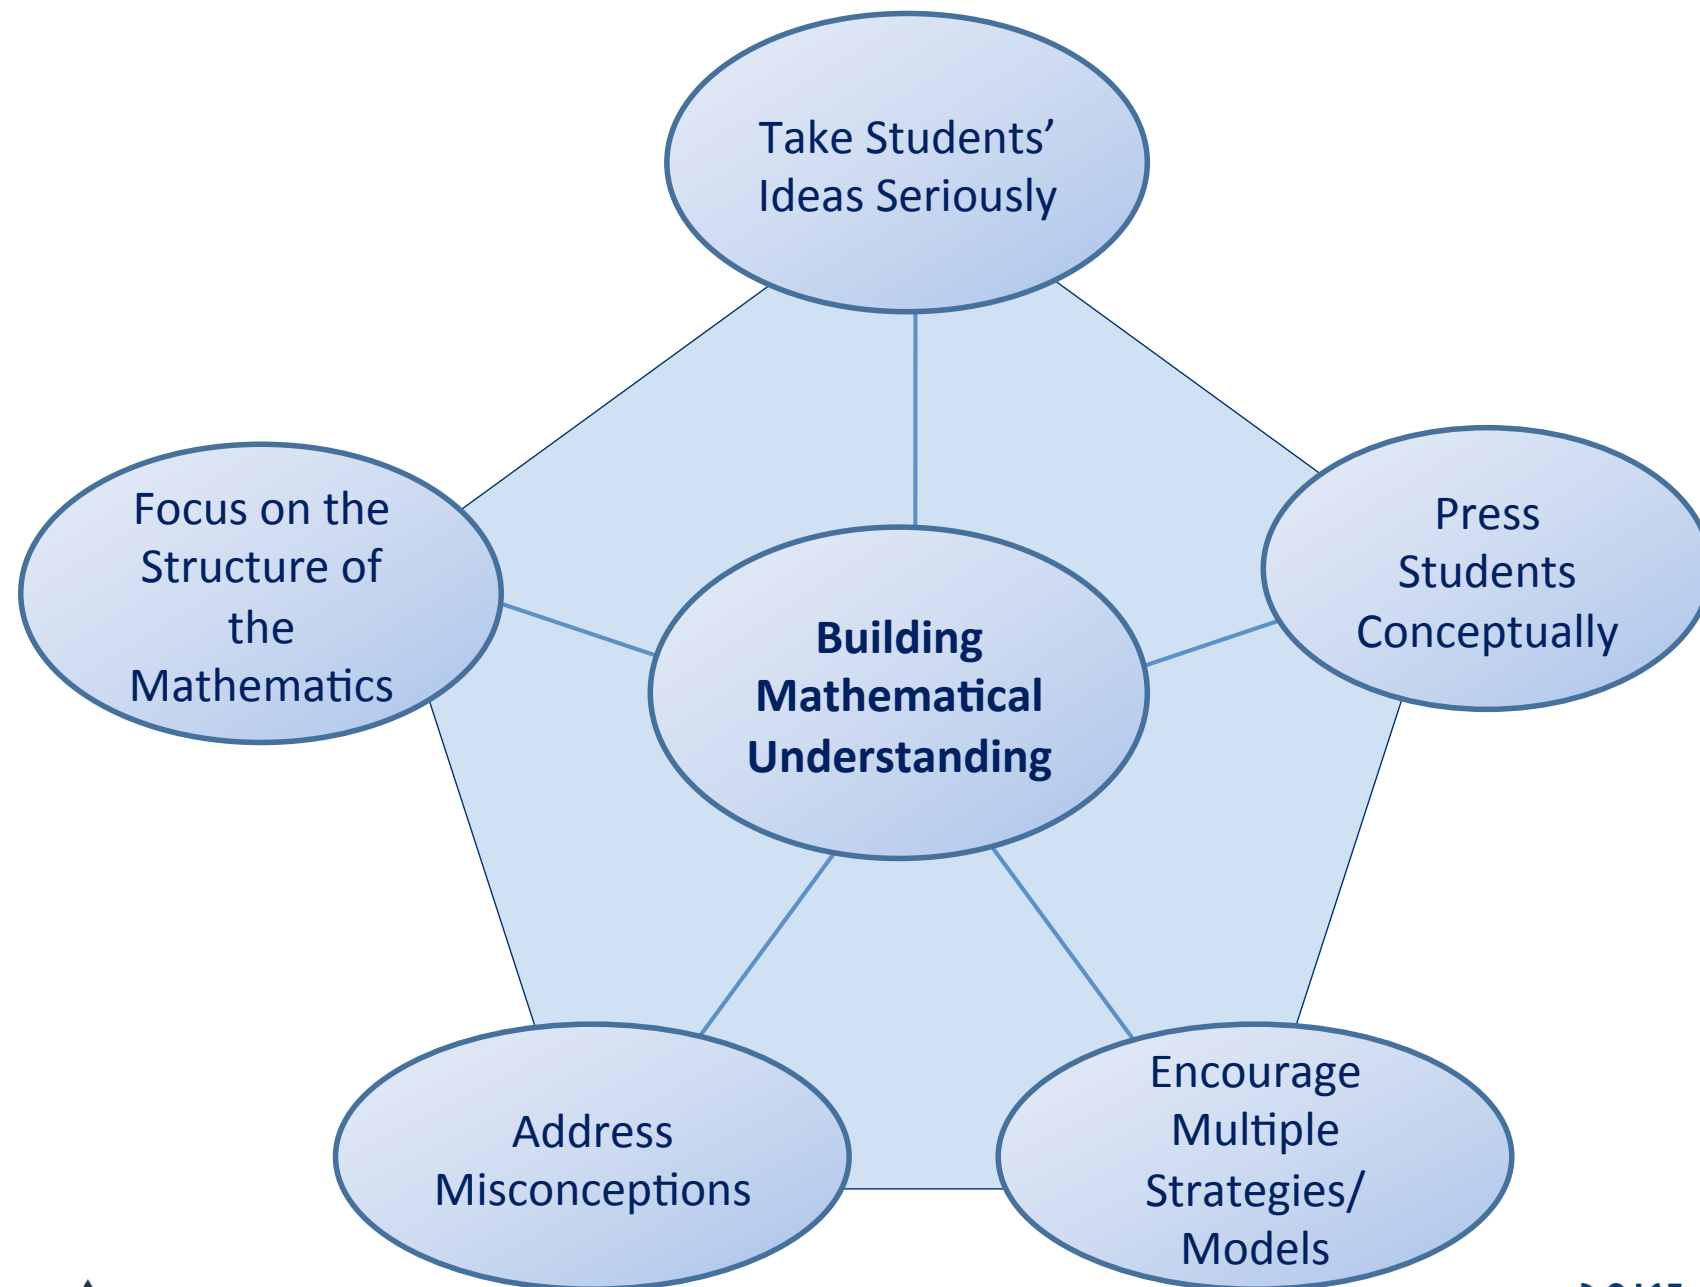 Take Students’
Ideas Seriously
Focus on the
Structure of
the
Mathematics
Press
Students
Conceptually
Building
Mathematical
Understanding
Address
Misconceptions
Encourage
Multiple
Strategies/
Models